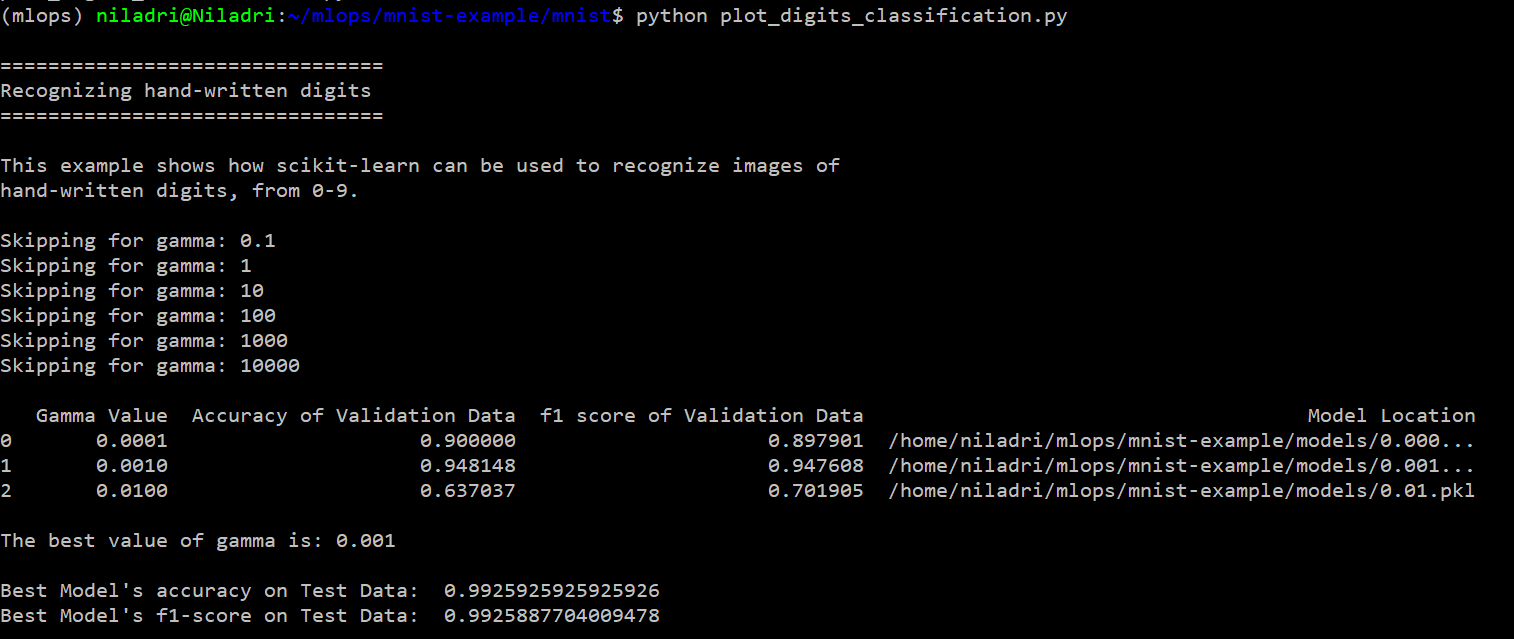 (mlops) niladri@Niladri:~/mlops/mnist-example/mnist$ python plot_digits_classification.py
================================
Recognizing hand-written digits
================================
This example shows how scikit-learn can be used to recognize images of
hand-written digits, from 0-9.
Skipping for gamma: 0.1
Skipping for gamma: 1
Skipping for gamma: 10
Skipping for gamma: 100
Skipping for gamma: 1000
Skipping for gamma: 10000
Gamma Value  Accuracy of Validation Data  f1 score of Validation Data  Model Location
0  0.0001  0.900000  0.897901  /home/niladri/mlops/mnist-example/models/0.000...
1  0.0010  0.948148  0.947608  /home/niladri/mlops/mnist-example/models/0.001...
2  0.0100  0.637037  0.701905  /home/niladri/mlops/mnist-example/models/0.01.pkl
The best value of gamma is: 0.001
Best Model's accuracy on Test Data:  0.9925925925925926
Best Model's f1-score on Test Data:  0.9925887704009478